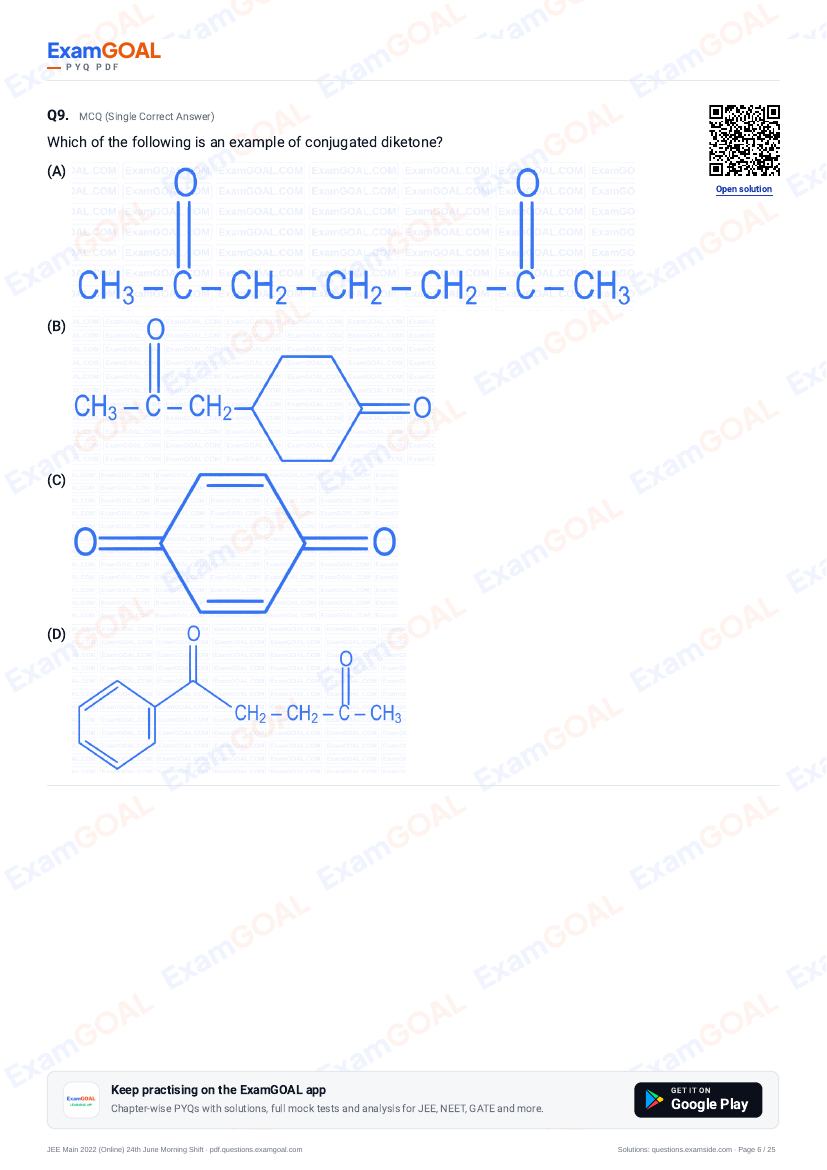 ExamGOAL
PYQ PDF
Q9. MCQ (Single Correct Answer)
Which of the following is an example of conjugated diketone?
Open solution
(A)
O O
CH3 – C – CH2 – CH2 – CH2 – C – CH3
(B)
O
CH3 – C – CH2 O
(C)
O O
(D)
O
O
CH2 – CH2 – C – CH3
Keep practising on the ExamGOAL app
Chapter-wise PYQs with solutions, full mock tests and analysis for JEE, NEET, GATE and more.
GET IT ON
Google Play
JEE Main 2022 (Online) 24th June Morning Shift · pdf.questions.examgoal.com
Solutions: questions.examside.com · Page 6 / 25